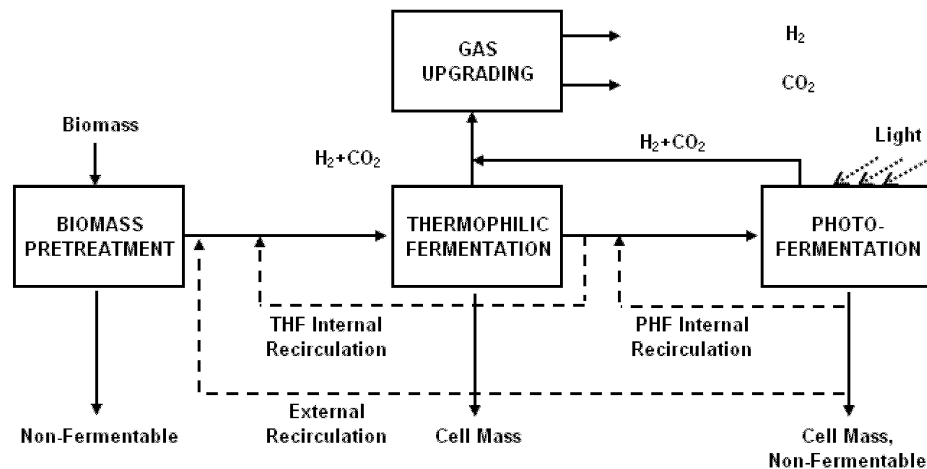 GAS
UPGRADING
H₂
CO₂
Biomass
H₂+CO₂
H₂+CO₂
Light
BIOMASS
PRETREATMENT
THERMOPHILIC
FERMENTATION
PHOTO-
FERMENTATION
THF Internal
Recirculation
PHF Internal
Recirculation
External
Recirculation
Non-Fermentable
Cell Mass
Cell Mass,
Non-Fermentable